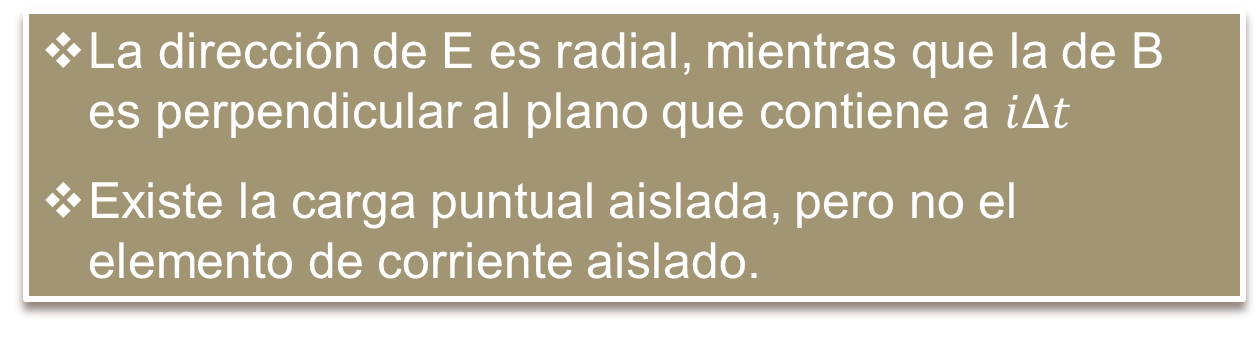 ❖La dirección de E es radial, mientras que la de B
es perpendicular al plano que contiene a iΔt
❖Existe la carga puntual aislada, pero no el
elemento de corriente aislado.